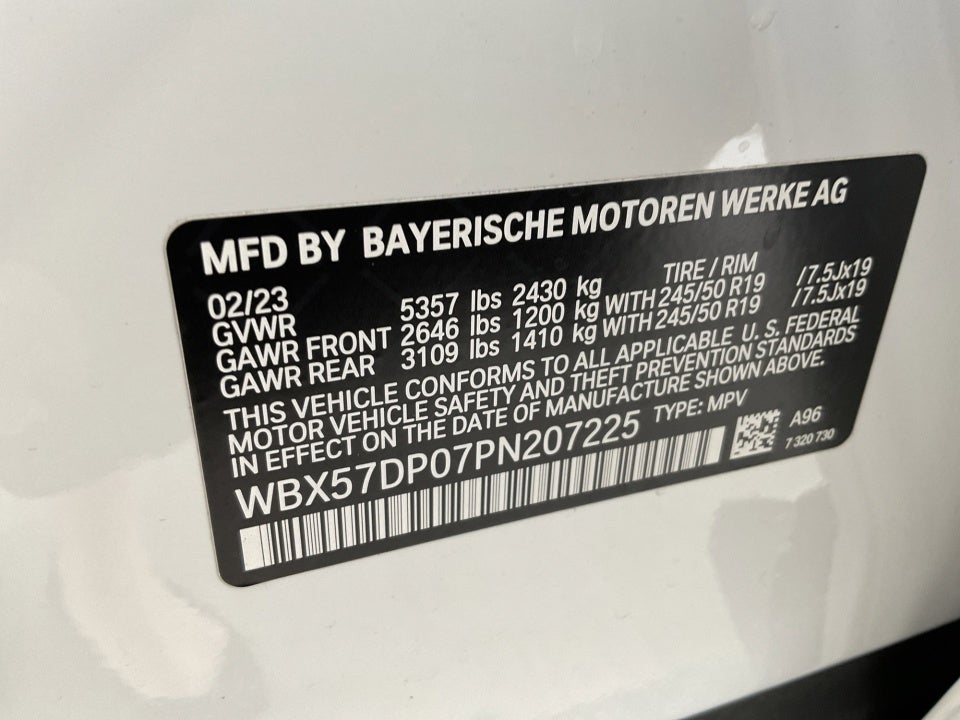 MFD BY BAYERISCHE MOTOREN WERKE AG
02/23 TIRE / RIM
GVWR 5357 lbs 2430 kg
GAWR FRONT 2646 lbs 1200 kg WITH 245/50 R19 /7.5Jx19
GAWR REAR 3109 lbs 1410 kg WITH 245/50 R19 /7.5Jx19
THIS VEHICLE CONFORMS TO ALL APPLICABLE U. S. FEDERAL
MOTOR VEHICLE SAFETY AND THEFT PREVENTION STANDARDS
IN EFFECT ON THE DATE OF MANUFACTURE SHOWN ABOVE.
WBX57DP07PN207225 TYPE: MPV
A96
7 320 730